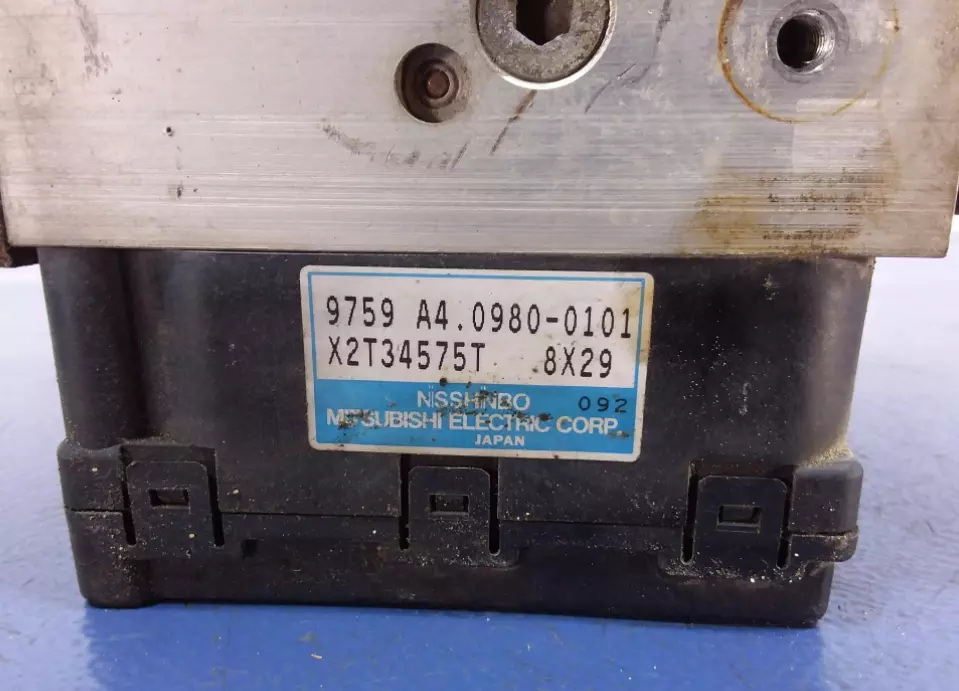 9759 A4.0980-0101
X2T34575T 8X29
NISSHINBO 092
MITSUBISHI ELECTRIC CORP.
JAPAN